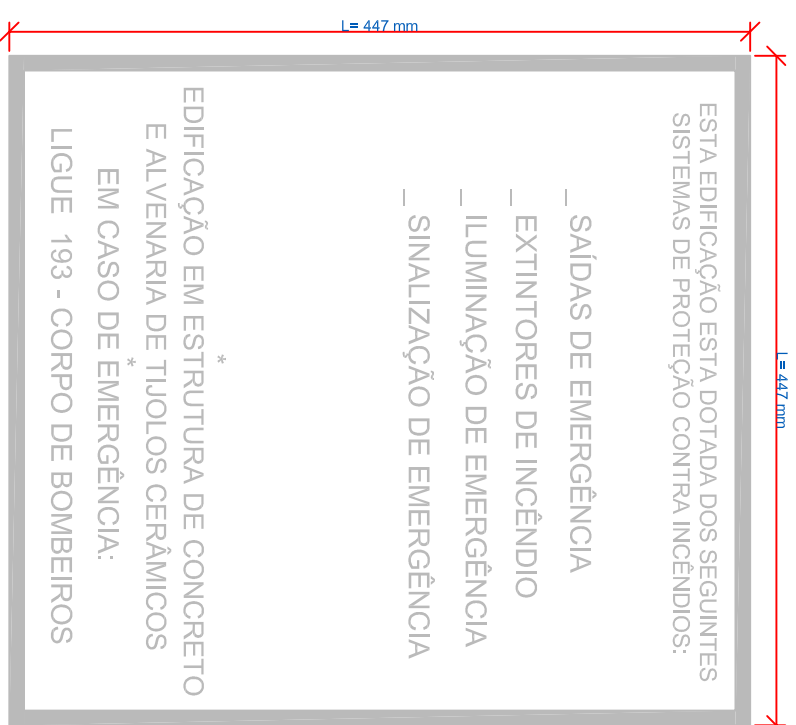 L= 447 mm
L= 447 mm
ESTA EDIFICAÇÃO ESTA DOTADA DOS SEGUINTES
SISTEMAS DE PROTEÇÃO CONTRA INCÊNDIOS:
_ SAÍDAS DE EMERGÊNCIA
_ EXTINTORES DE INCÊNDIO
_ ILUMINAÇÃO DE EMERGÊNCIA
_ SINALIZAÇÃO DE EMERGÊNCIA
*
EDIFICAÇÃO EM ESTRUTURA DE CONCRETO
E ALVENARIA DE TIJOLOS CERÂMICOS
*
EM CASO DE EMERGÊNCIA:
LIGUE 193 - CORPO DE BOMBEIROS